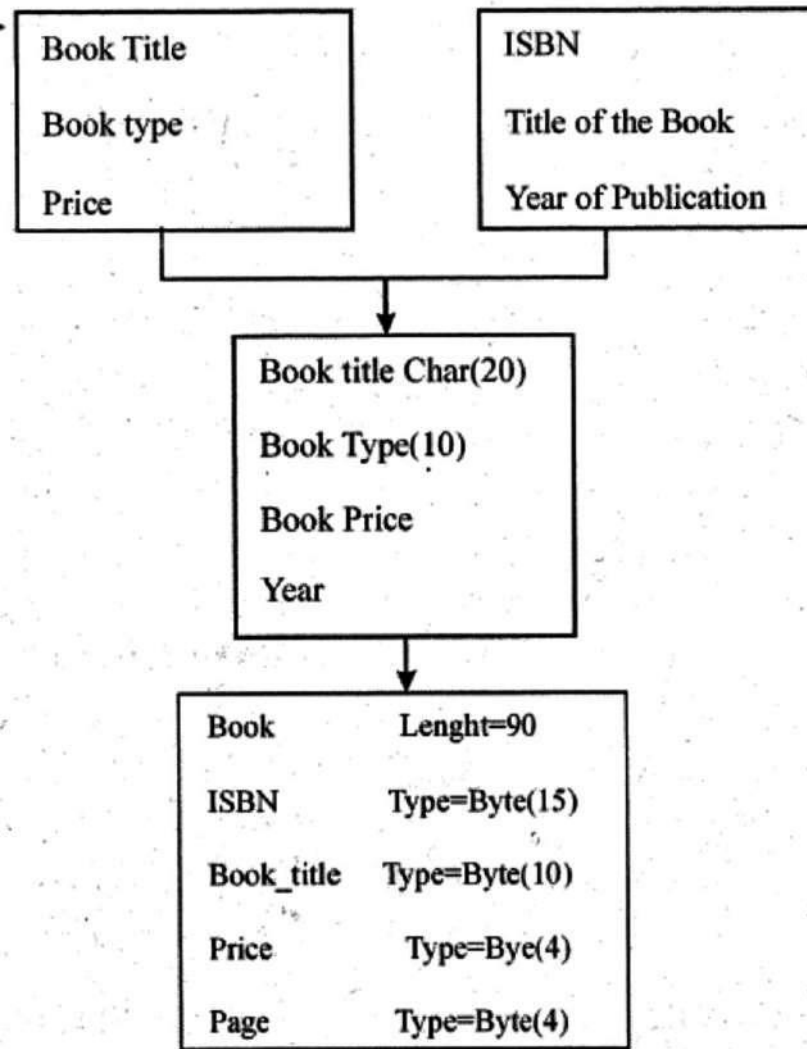 Book Title
Book type
Price
ISBN
Title of the Book
Year of Publication
Book title Char(20)
Book Type(10)
Book Price
Year
Book Lenght=90
ISBN Type=Byte(15)
Book_title Type=Byte(10)
Price Type=Bye(4)
Page Type=Byte(4)